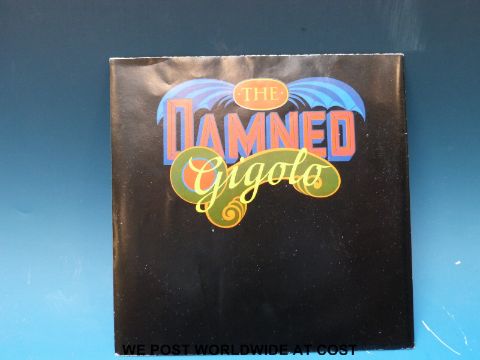 THE
DAMNED
Gigolo
WE POST WORLDWIDE AT COST